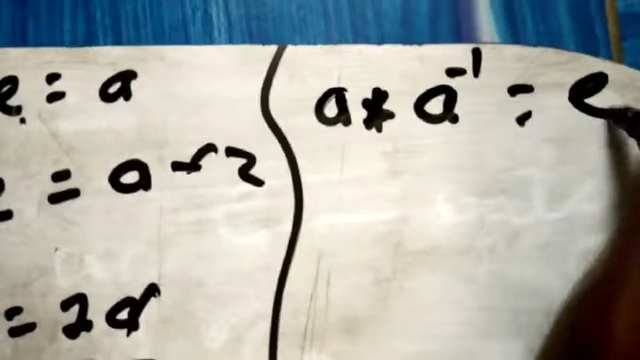 e = a
= a + 2
= 2a
a * a⁻¹ = e